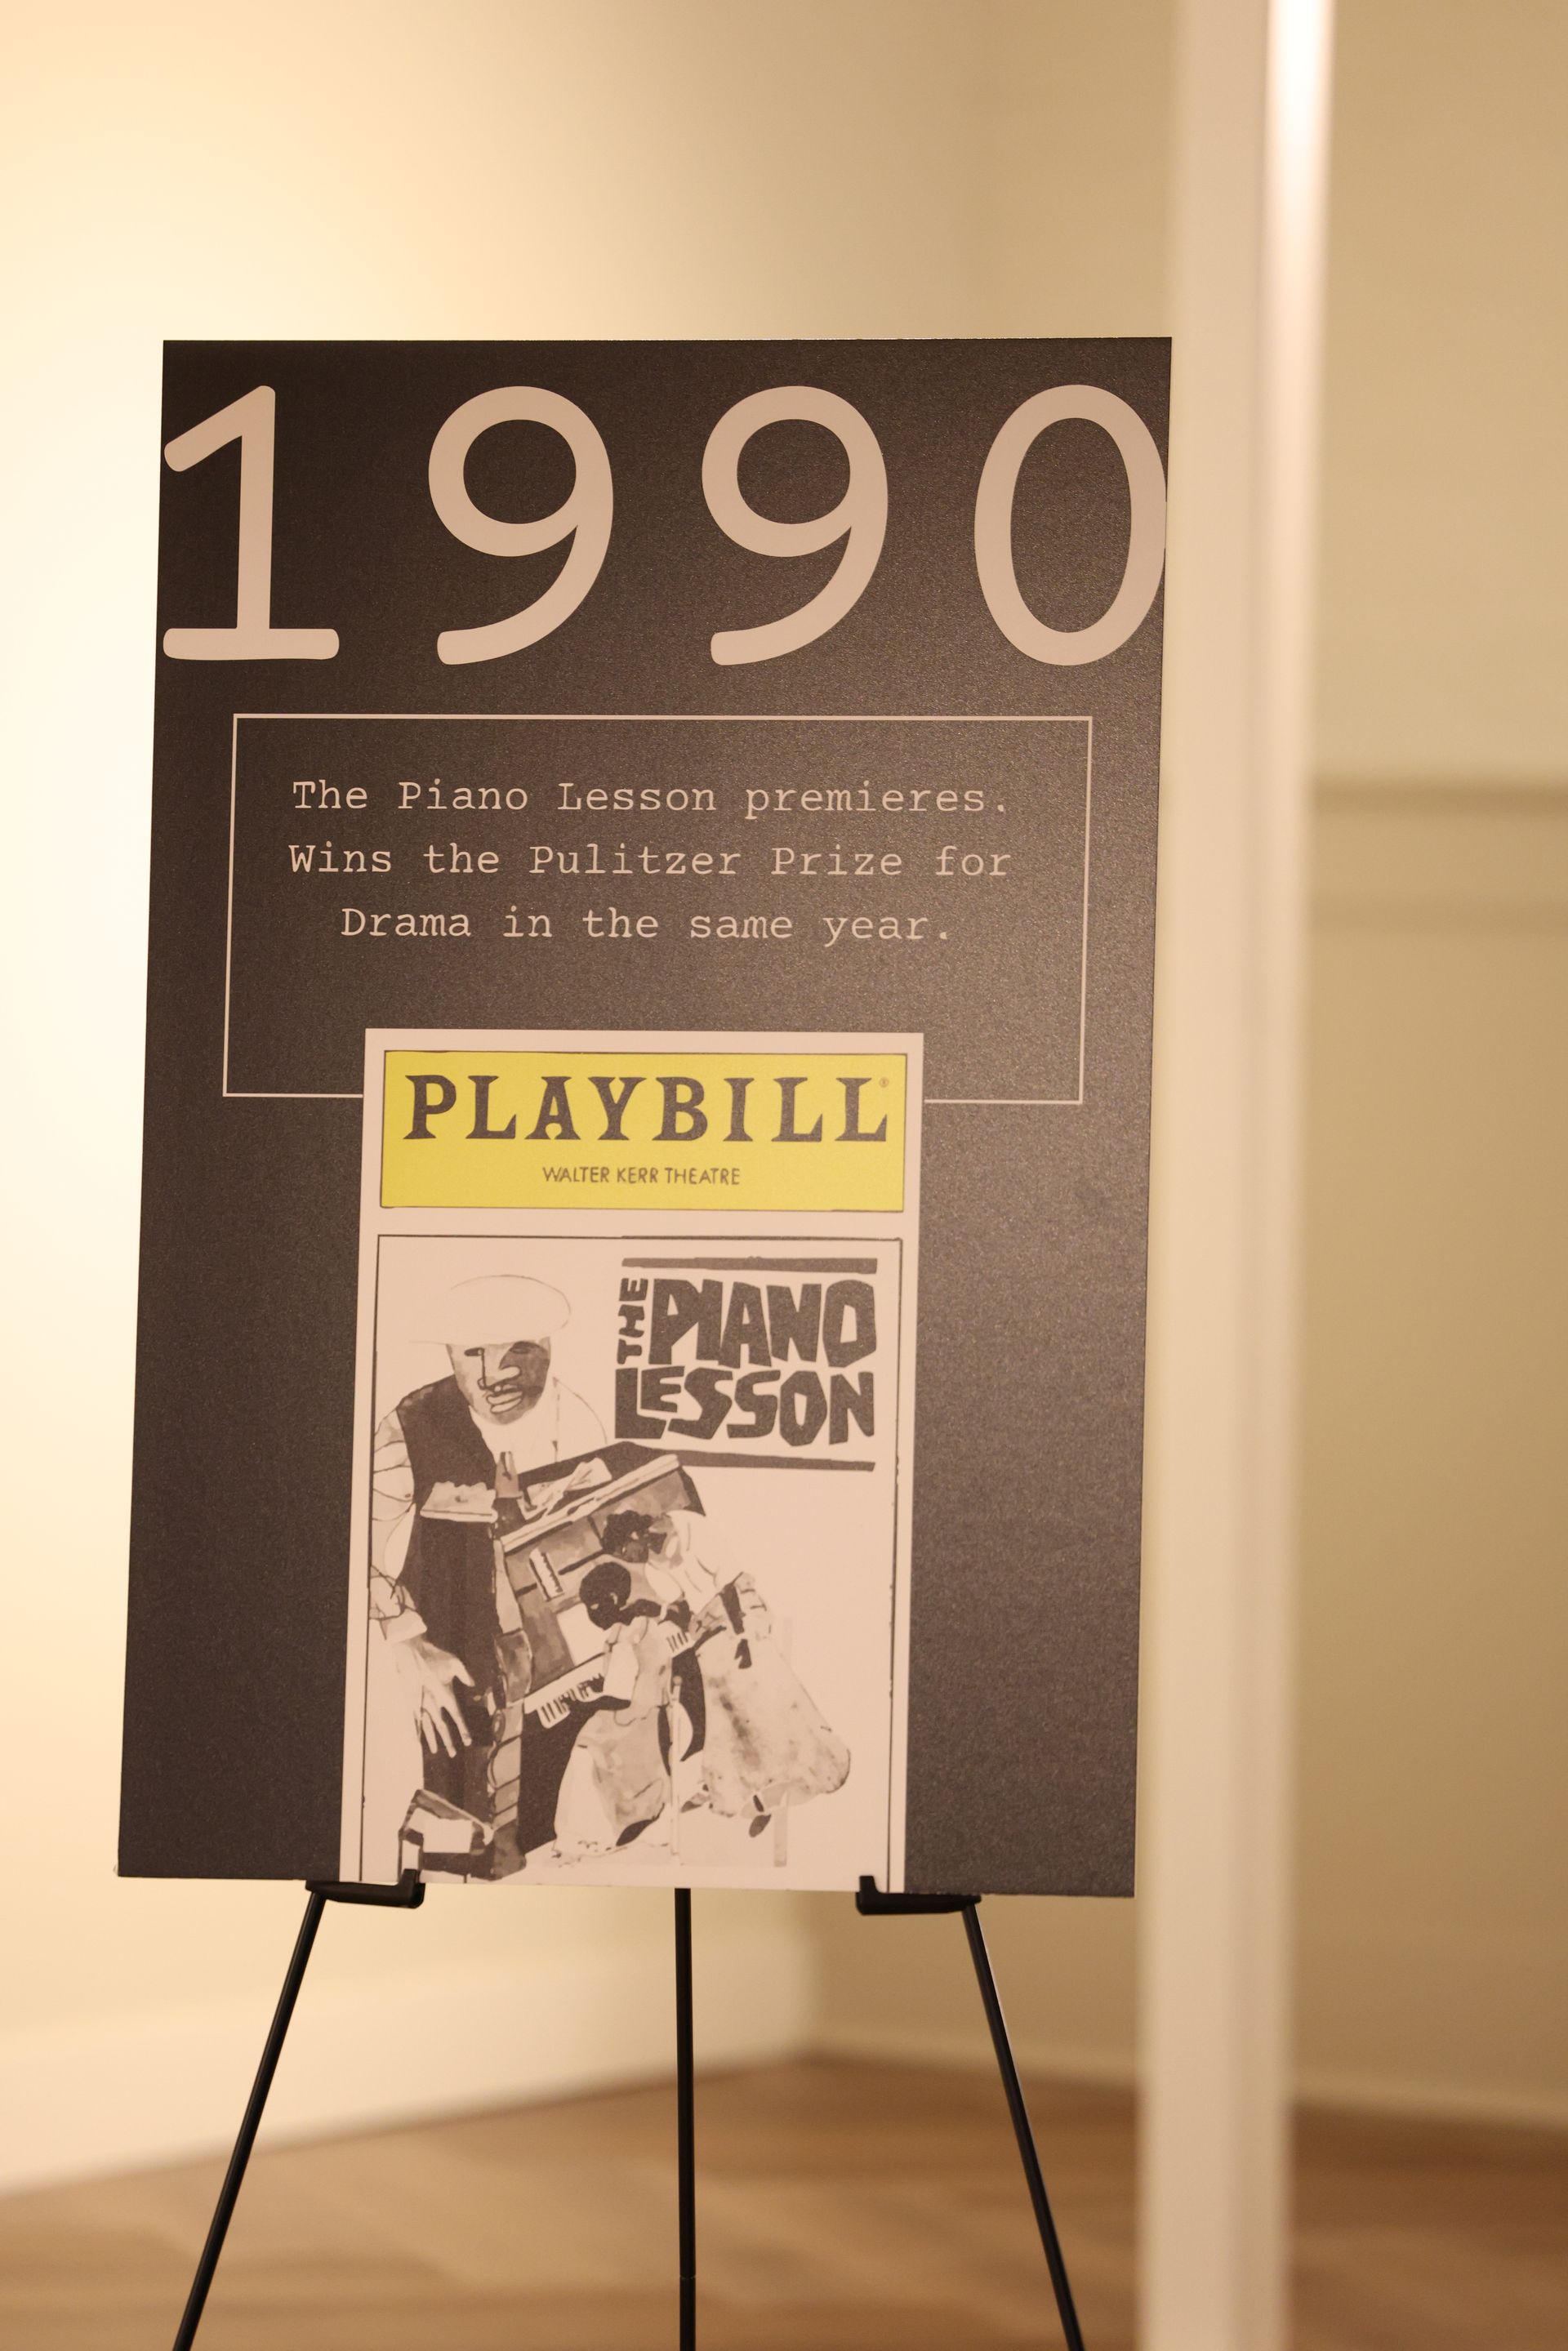 1990
The Piano Lesson premieres.
Wins the Pulitzer Prize for
Drama in the same year.
PLAYBILL®
WALTER KERR THEATRE
THE PIANO
LESSON